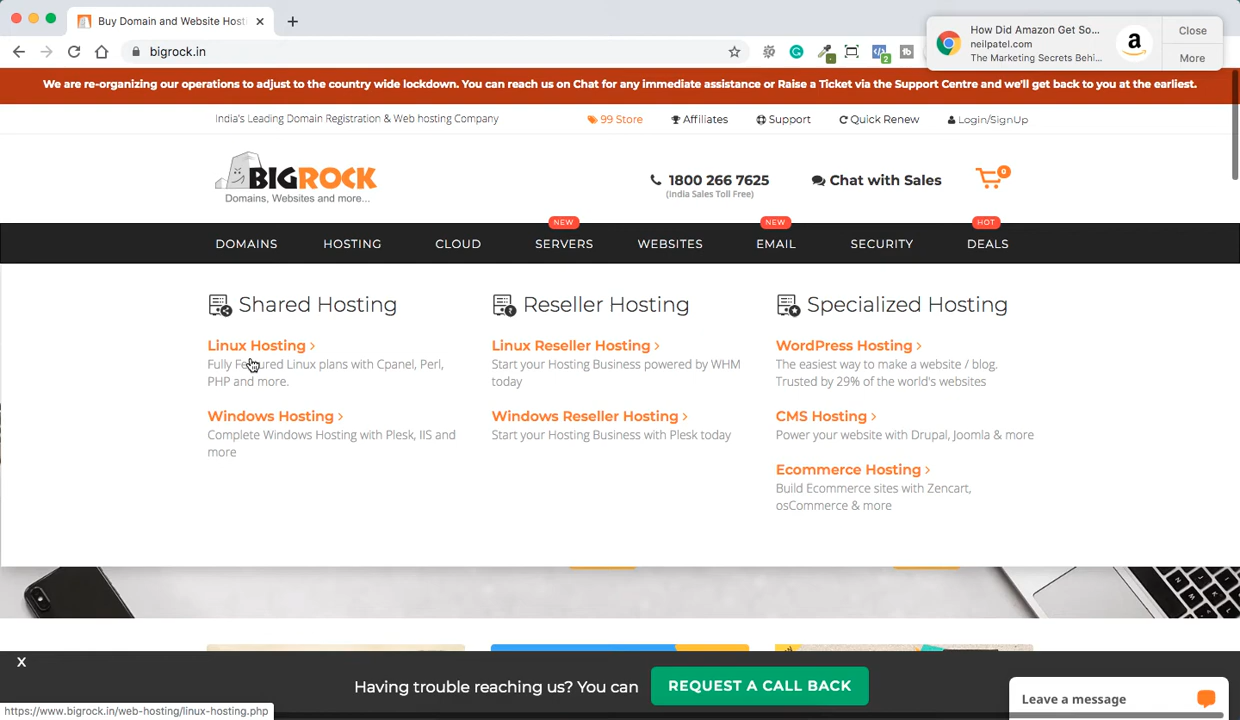 Buy Domain and Website Hosti
bigrock.in
2
How Did Amazon Get So...
neilpatel.com
The Marketing Secrets Behi...
Close
More
We are re-organizing our operations to adjust to the country wide lockdown. You can reach us on Chat for any immediate assistance or Raise a Ticket via the Support Centre and we'll get back to you at the earliest.
India's Leading Domain Registration & Web hosting Company
99 Store
Affiliates
Support
Quick Renew
Login/SignUp
BIGROCK
Domains, Websites and more...
1800 266 7625
(India Sales Toll Free)
Chat with Sales
0
NEW
NEW
HOT
DOMAINS HOSTING CLOUD SERVERS WEBSITES EMAIL SECURITY DEALS
Shared Hosting
Linux Hosting >
Fully Featured Linux plans with Cpanel, Perl,
PHP and more.
Windows Hosting >
Complete Windows Hosting with Plesk, IIS and
more
Reseller Hosting
Linux Reseller Hosting >
Start your Hosting Business powered by WHM
today
Windows Reseller Hosting >
Start your Hosting Business with Plesk today
Specialized Hosting
WordPress Hosting >
The easiest way to make a website / blog.
Trusted by 29% of the world's websites
CMS Hosting >
Power your website with Drupal, Joomla & more
Ecommerce Hosting >
Build Ecommerce sites with Zencart,
osCommerce & more
X
Having trouble reaching us? You can
REQUEST A CALL BACK
Leave a message
https://www.bigrock.in/web-hosting/linux-hosting.php